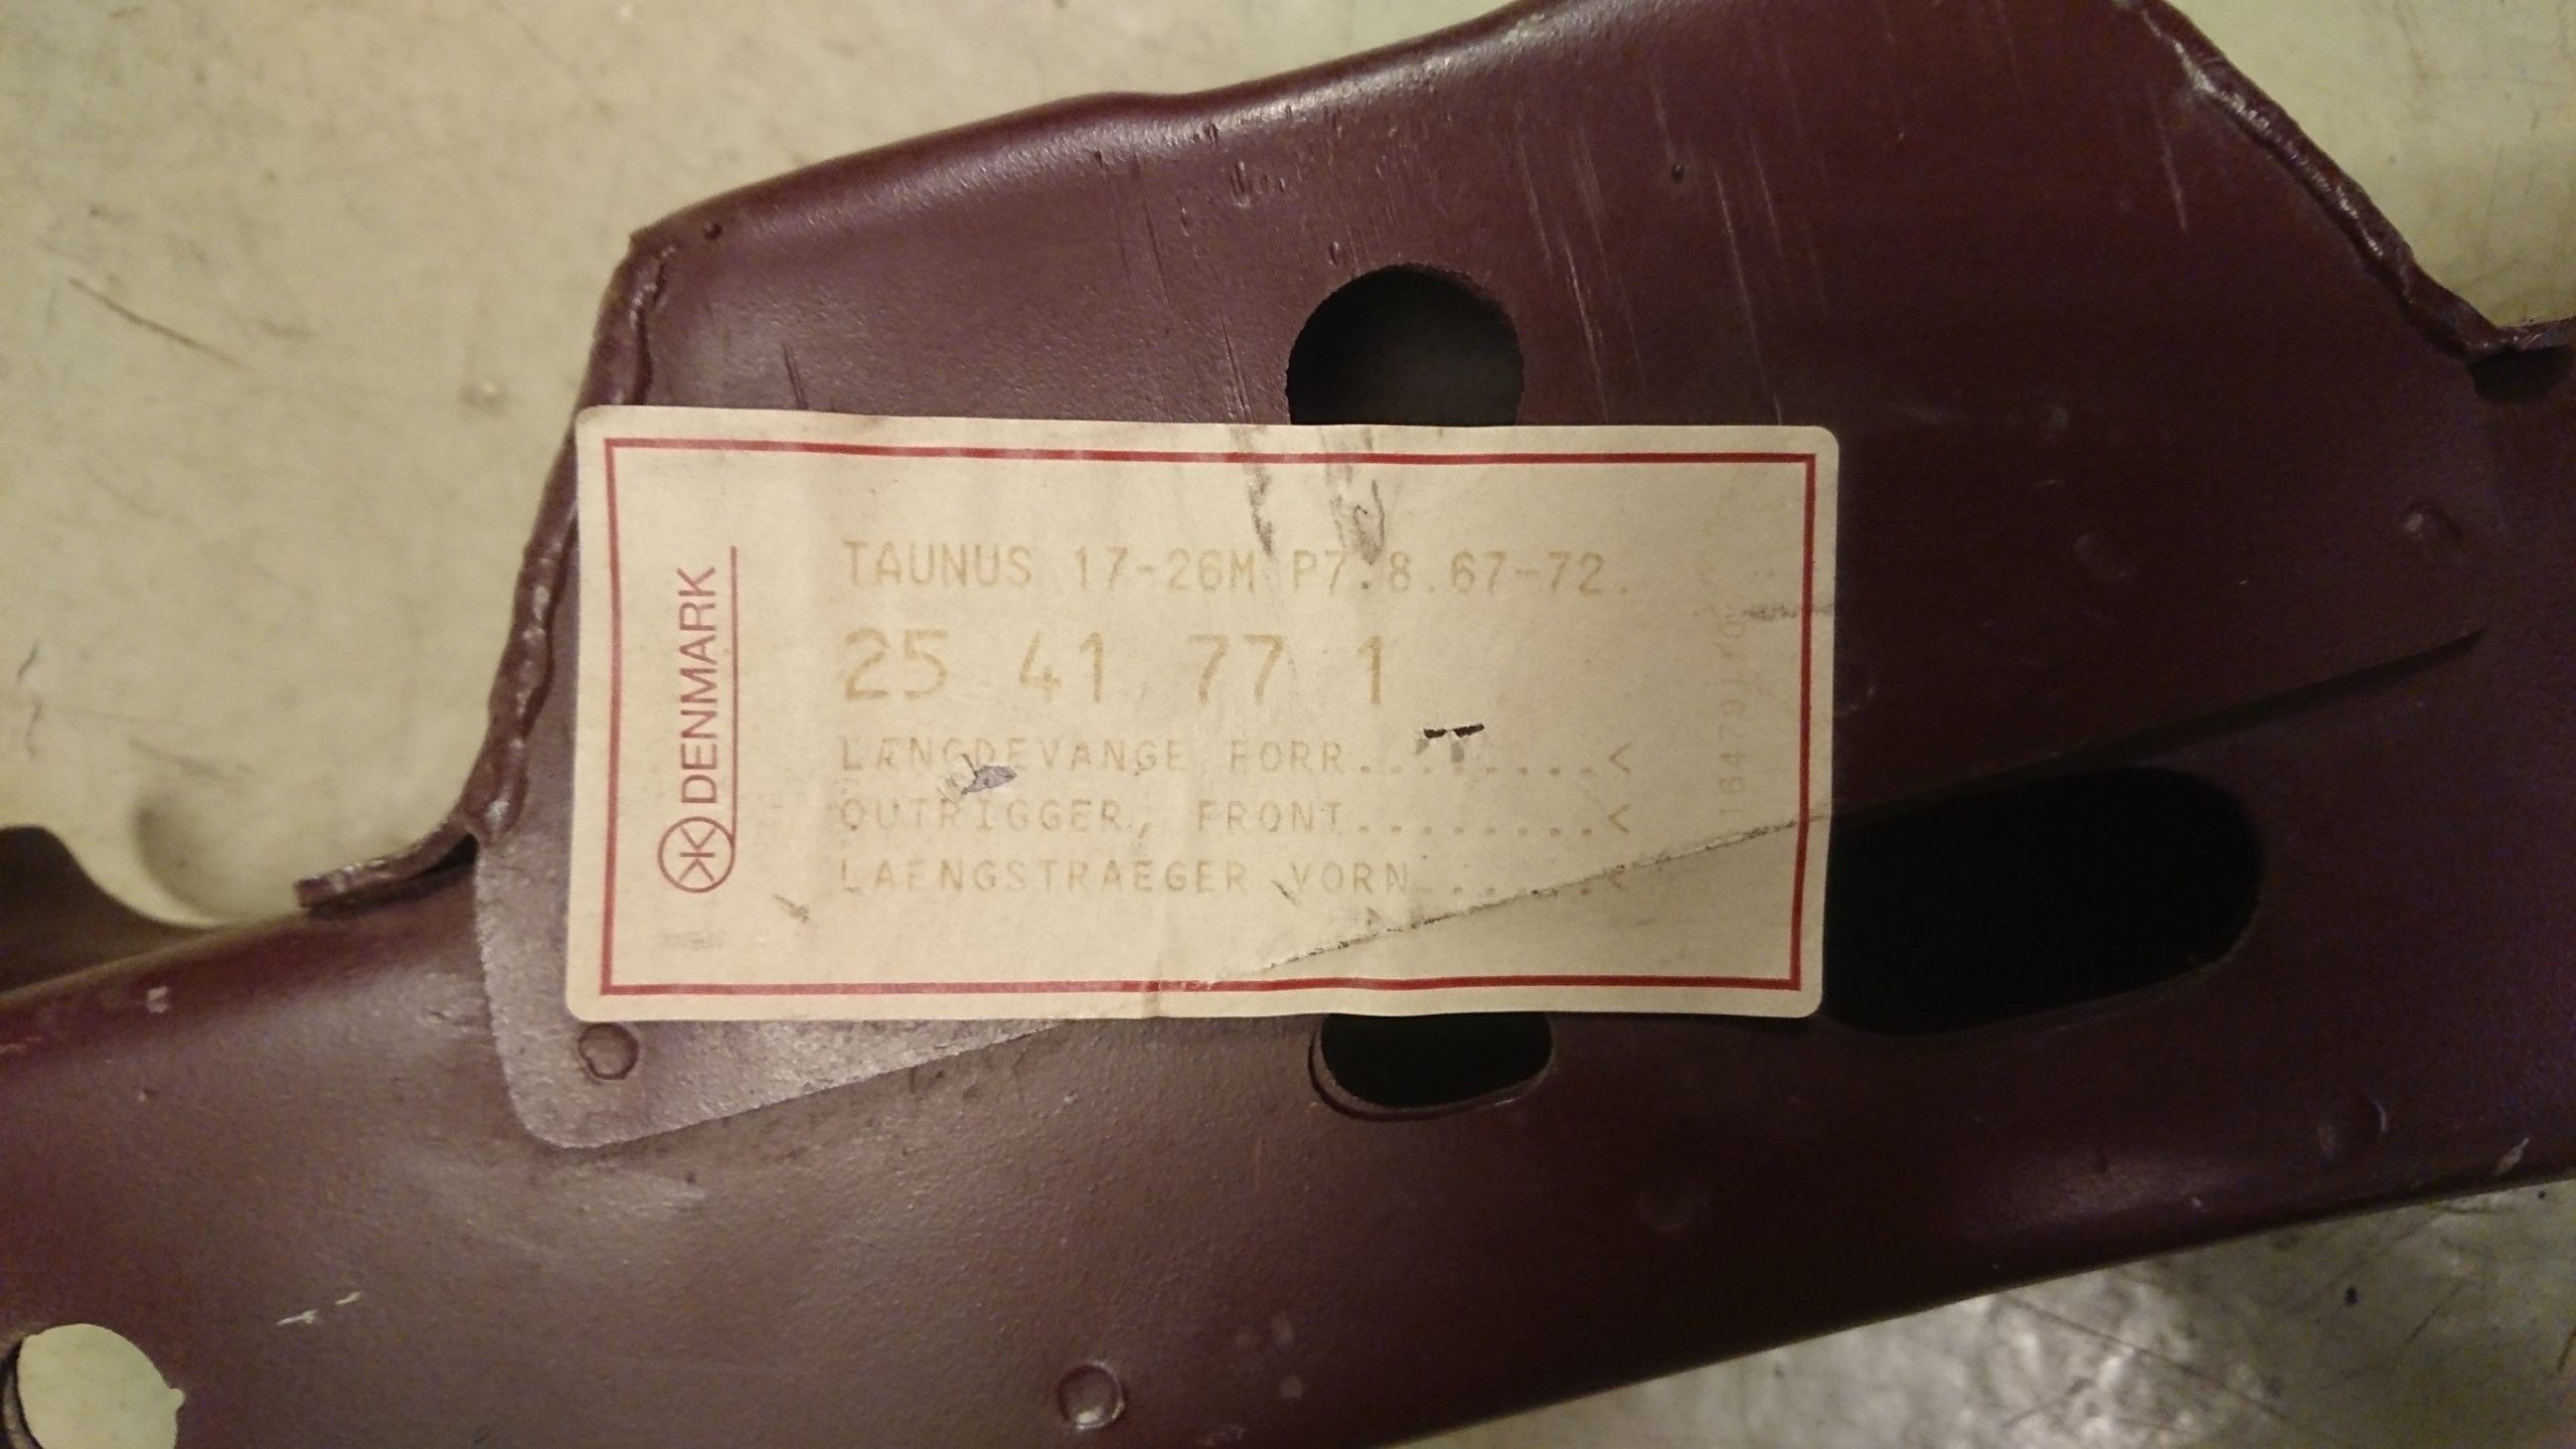 DENMARK
TAUNUS 17-26M P7.8.67-72.
25 41 77 1
LÆNGDEVANGE FORR........<
OUTRIGGER, FRONT........<
LAENGSTRAEGER VORN......<